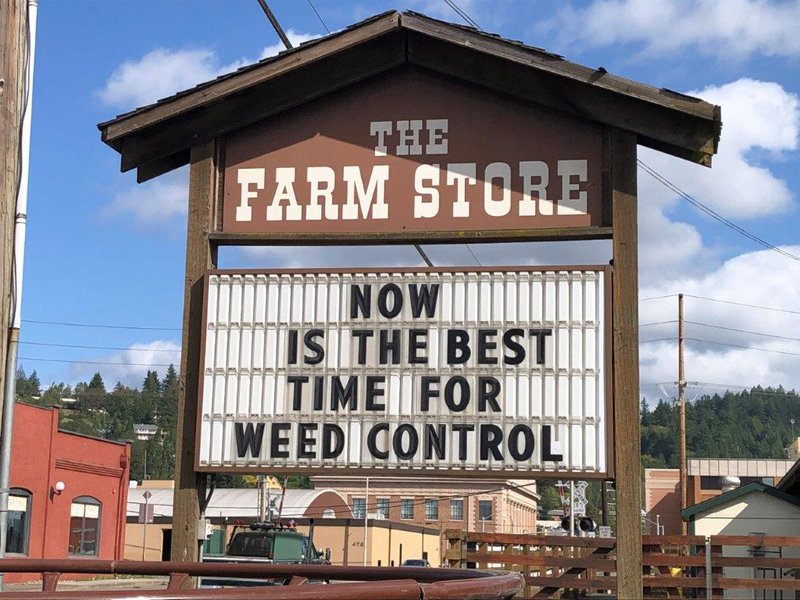 THE
FARM STORE
NOW
IS THE BEST
TIME FOR
WEED CONTROL